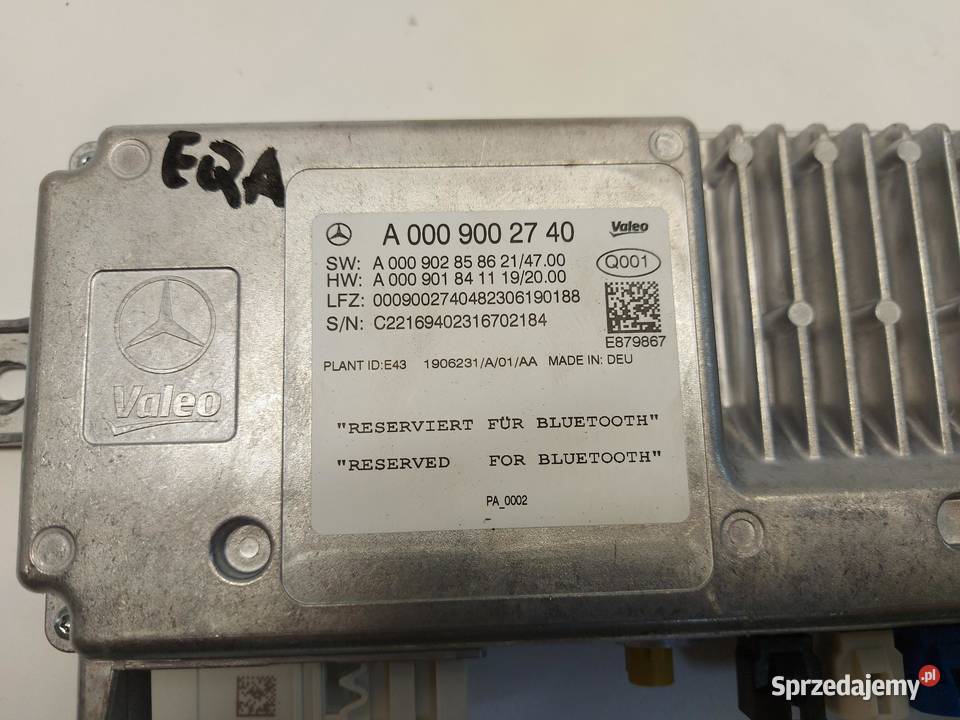 EQA
A 000 900 27 40
Valeo
SW: A 000 902 85 86 21/47.00
HW: A 000 901 84 11 19/20.00
Q001
LFZ: 0009002740482306190188
S/N: C22169402316702184
E879867
PLANT ID:E43 1906231/A/01/AA MADE IN: DEU
Valeo
"RESERVIERT FÜR BLUETOOTH"
"RESERVED FOR BLUETOOTH"
PA_0002
Sprzedajemy.pl